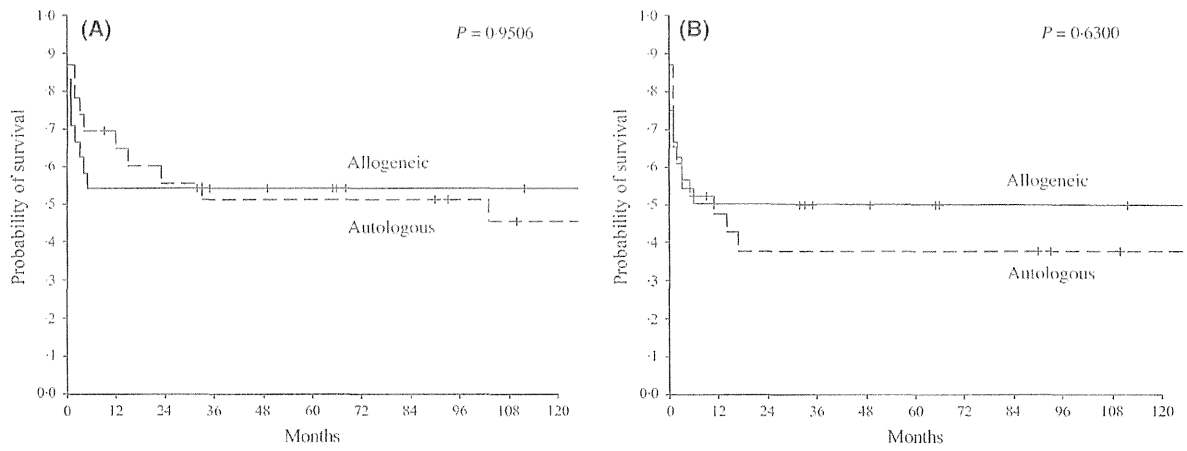 (A)
P = 0·9506
Probability of survival
1·0
·9
·8
·7
·6
·5
·4
·3
·2
·1
0·0
Allogeneic
Autologous
0 12 24 36 48 60 72 84 96 108 120
Months
(B)
P = 0·6300
Probability of survival
1·0
·9
·8
·7
·6
·5
·4
·3
·2
·1
0·0
Allogeneic
Autologous
0 12 24 36 48 60 72 84 96 108 120
Months